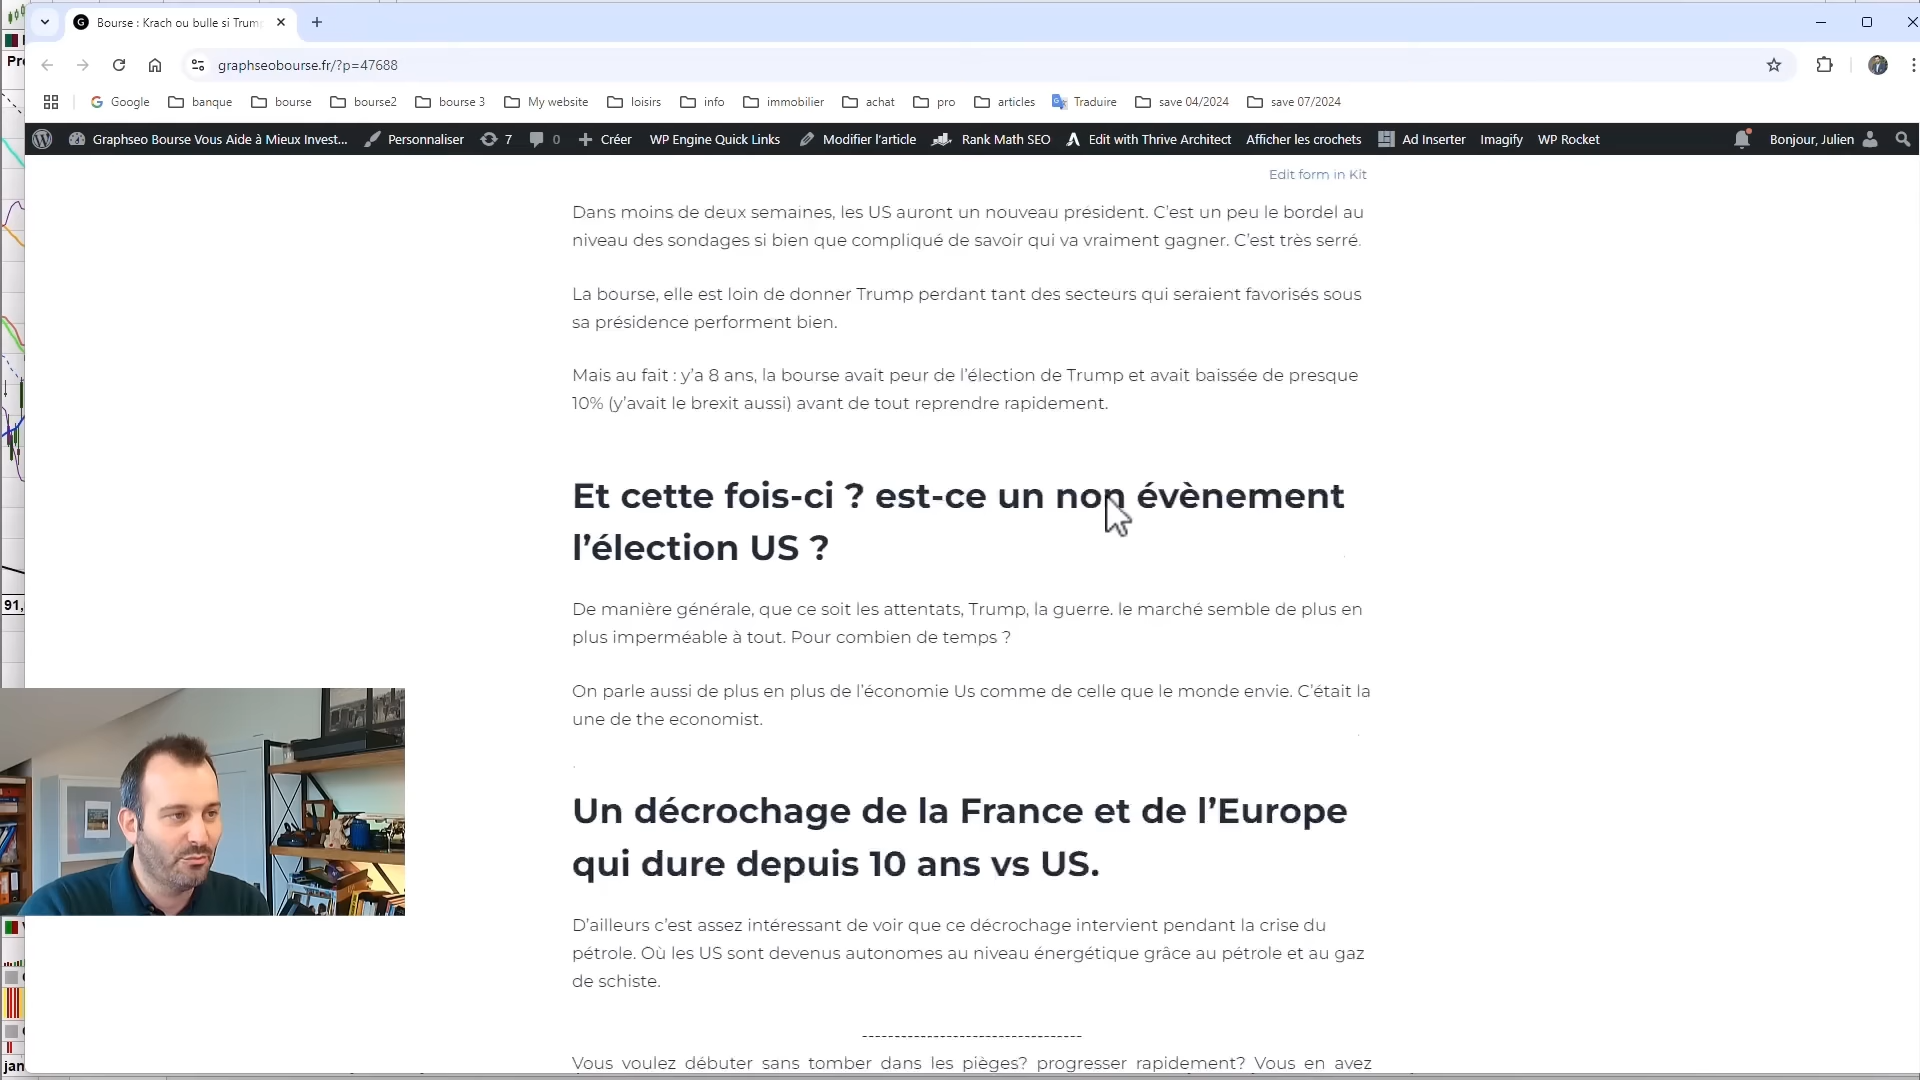 Bourse : Krach ou bulle si Trum
graphseobourse.fr/?p=47688
Google banque bourse bourse2 bourse 3 My website loisirs info immobilier achat pro articles Traduire save 04/2024 save 07/2024
Graphseo Bourse Vous Aide à Mieux Invest... Personnaliser 7 0 Créer WP Engine Quick Links Modifier l'article Rank Math SEO Edit with Thrive Architect Afficher les crochets Ad Inserter Imagify WP Rocket Bonjour, Julien
Edit form in Kit
Dans moins de deux semaines, les US auront un nouveau président. C'est un peu le bordel au
niveau des sondages si bien que compliqué de savoir qui va vraiment gagner. C'est très serré.
La bourse, elle est loin de donner Trump perdant tant des secteurs qui seraient favorisés sous
sa présidence performent bien.
Mais au fait : y'a 8 ans, la bourse avait peur de l'élection de Trump et avait baissée de presque
10% (y'avait le brexit aussi) avant de tout reprendre rapidement.
Et cette fois-ci ? est-ce un non évènement
l'élection US ?
De manière générale, que ce soit les attentats, Trump, la guerre. le marché semble de plus en
plus imperméable à tout. Pour combien de temps ?
On parle aussi de plus en plus de l'économie Us comme de celle que le monde envie. C'était la
une de the economist.
.
Un décrochage de la France et de l'Europe
qui dure depuis 10 ans vs US.
D'ailleurs c'est assez intéressant de voir que ce décrochage intervient pendant la crise du
pétrole. Où les US sont devenus autonomes au niveau énergétique grâce au pétrole et au gaz
de schiste.
----------------------------------
Vous voulez débuter sans tomber dans les pièges? progresser rapidement? Vous en avez
91,
jan